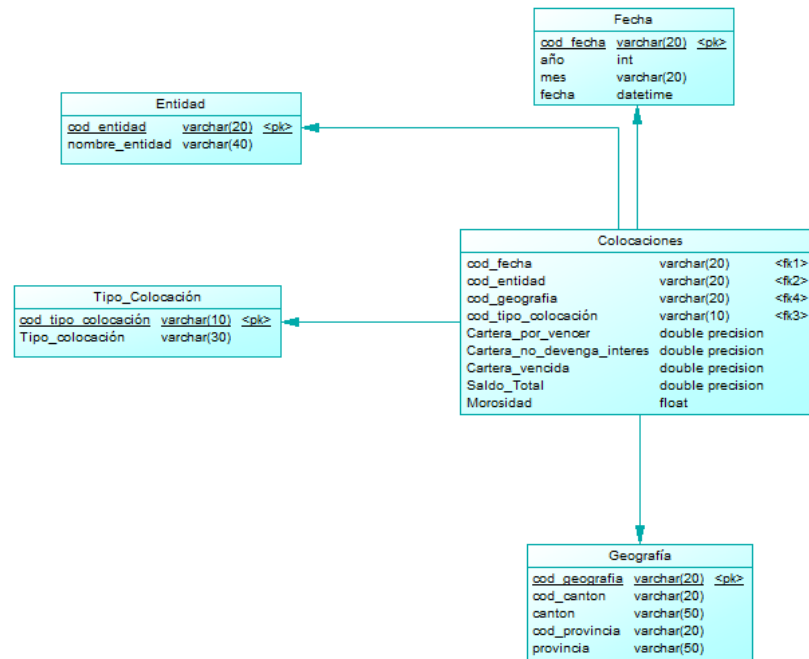 Fecha
cod_fecha varchar(20) <pk>
año int
mes varchar(20)
fecha datetime
Entidad
cod_entidad varchar(20) <pk>
nombre_entidad varchar(40)
Colocaciones
cod_fecha varchar(20) <fk1>
cod_entidad varchar(20) <fk2>
cod_geografia varchar(20) <fk4>
cod_tipo_colocación varchar(10) <fk3>
Cartera_por_vencer double precision
Cartera_no_devenga_interes double precision
Cartera_vencida double precision
Saldo_Total double precision
Morosidad float
Tipo_Colocación
cod_tipo_colocación varchar(10) <pk>
Tipo_colocación varchar(30)
Geografía
cod_geografia varchar(20) <pk>
cod_canton varchar(20)
canton varchar(50)
cod_provincia varchar(20)
provincia varchar(50)